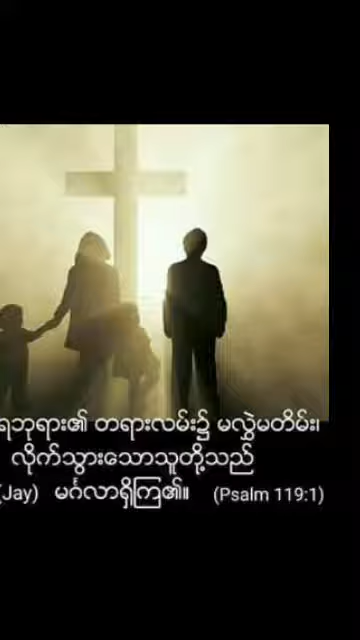 ဘုရား၏ တရားလမ်း၌ မလွှဲမတိမ်း၊
လိုက်သွားသောသူတို့သည်
(Jay) မင်္ဂလာရှိကြ၏။ (Psalm 119:1)